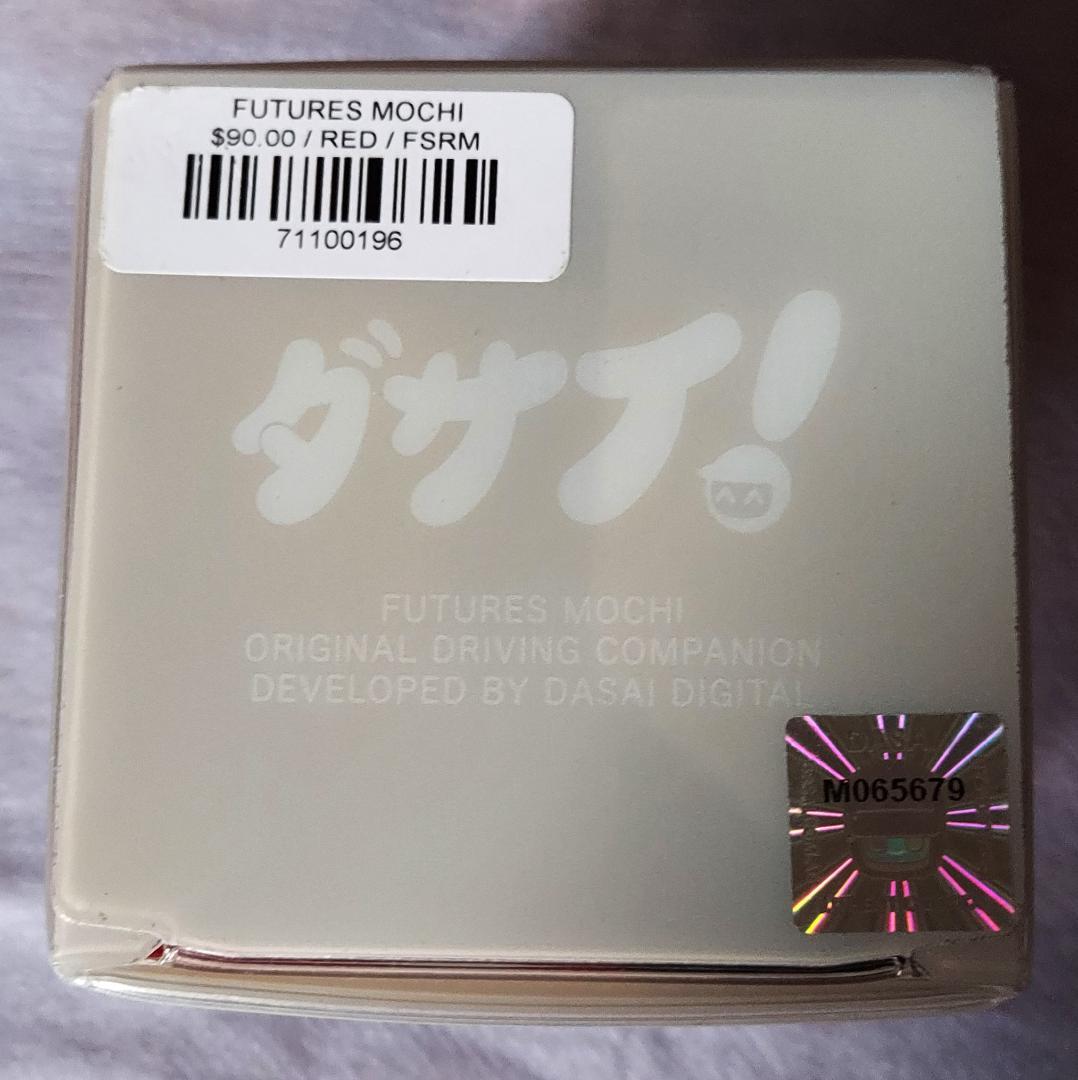 FUTURES MOCHI
$90.00 / RED / FSRM
71100196
ダサイ!
FUTURES MOCHI
ORIGINAL DRIVING COMPANION
DEVELOPED BY DASAI DIGITAL
DASAI
M065679